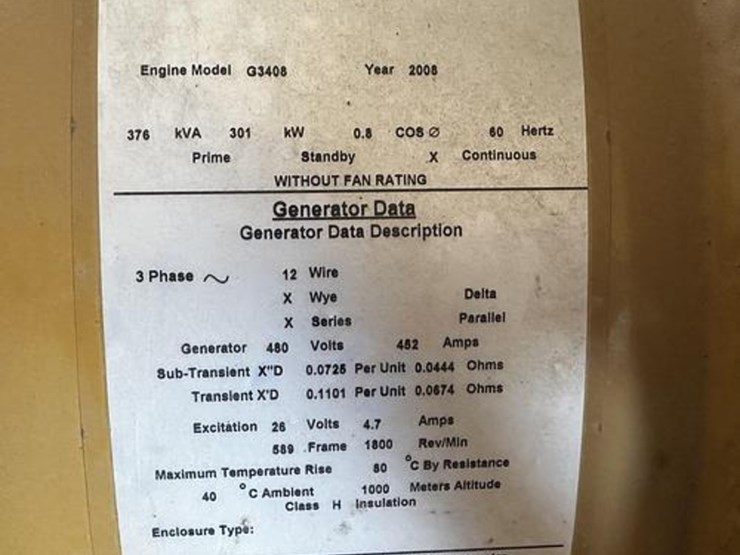 Engine Model G3408 Year 2008
376 kVA 301 kW 0.8 COS Ø 60 Hertz
Prime Standby X Continuous
WITHOUT FAN RATING
Generator Data
Generator Data Description
3 Phase ~ 12 Wire
X Wye Delta
X Series Parallel
Generator 480 Volts 452 Amps
Sub-Transient X"D 0.0725 Per Unit 0.0444 Ohms
Transient X'D 0.1101 Per Unit 0.0674 Ohms
Excitation 26 Volts 4.7 Amps
589 Frame 1800 Rev/Min
Maximum Temperature Rise 80 °C By Resistance
40 °C Ambient 1000 Meters Altitude
Class H Insulation
Enclosure Type: